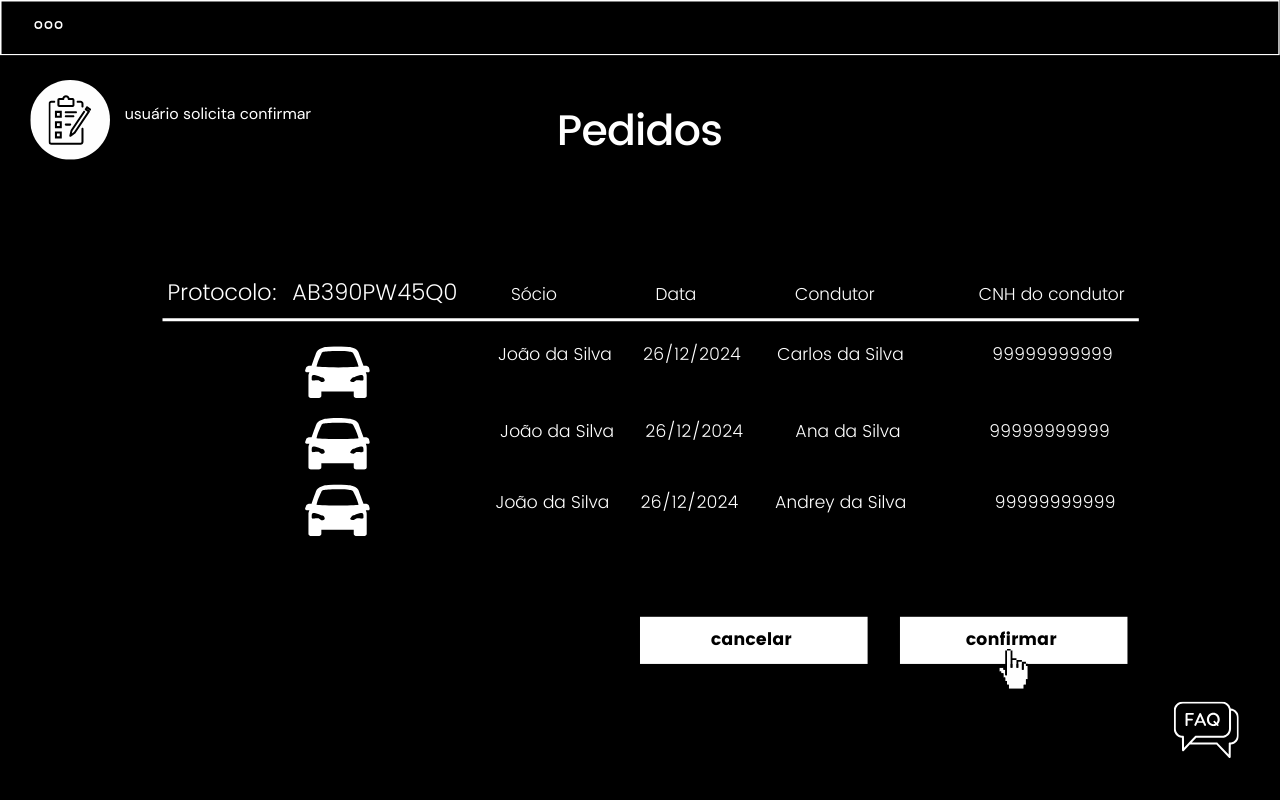 usuário solicita confirmar
Pedidos
Protocolo: AB390PW45Q0 Sócio Data Condutor CNH do condutor
João da Silva 26/12/2024 Carlos da Silva 99999999999
João da Silva 26/12/2024 Ana da Silva 99999999999
João da Silva 26/12/2024 Andrey da Silva 99999999999
cancelar confirmar
FAQ